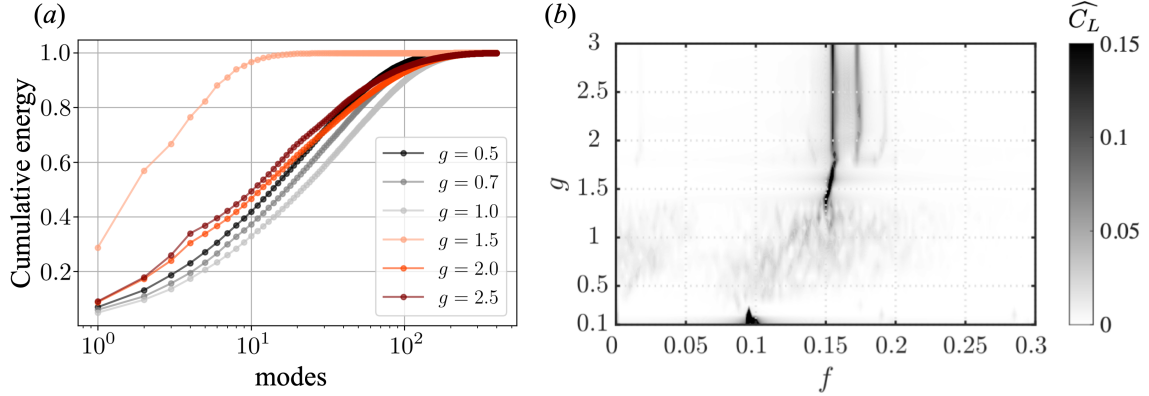 (a)
Cumulative energy
1.0
0.8
0.6
0.4
0.2
10^0
10^1
10^2
modes
g = 0.5
g = 0.7
g = 1.0
g = 1.5
g = 2.0
g = 2.5
(b)
g
3
2.5
2
1.5
1
0.5
0.1
0 0.05 0.1 0.15 0.2 0.25 0.3
f
\widehat{C_L}
0.15
0.10
0.05
0